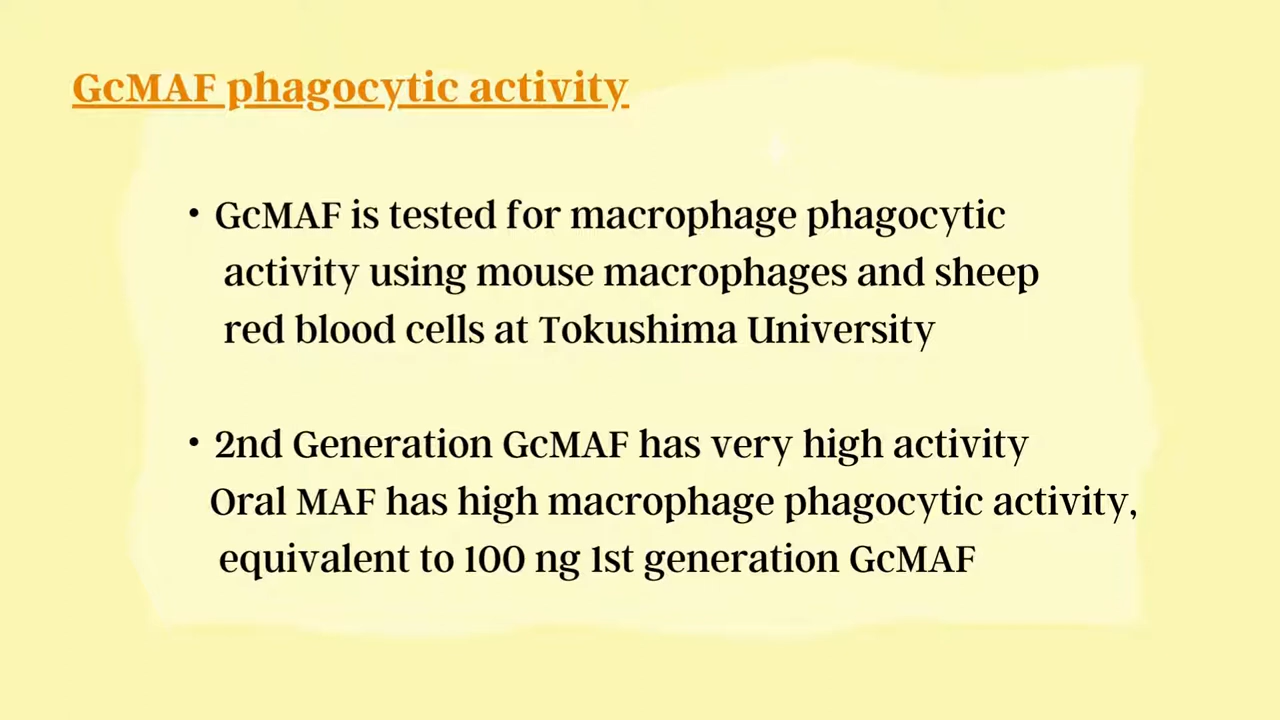 GcMAF phagocytic activity
• GcMAF is tested for macrophage phagocytic
activity using mouse macrophages and sheep
red blood cells at Tokushima University
• 2nd Generation GcMAF has very high activity
Oral MAF has high macrophage phagocytic activity,
equivalent to 100 ng 1st generation GcMAF